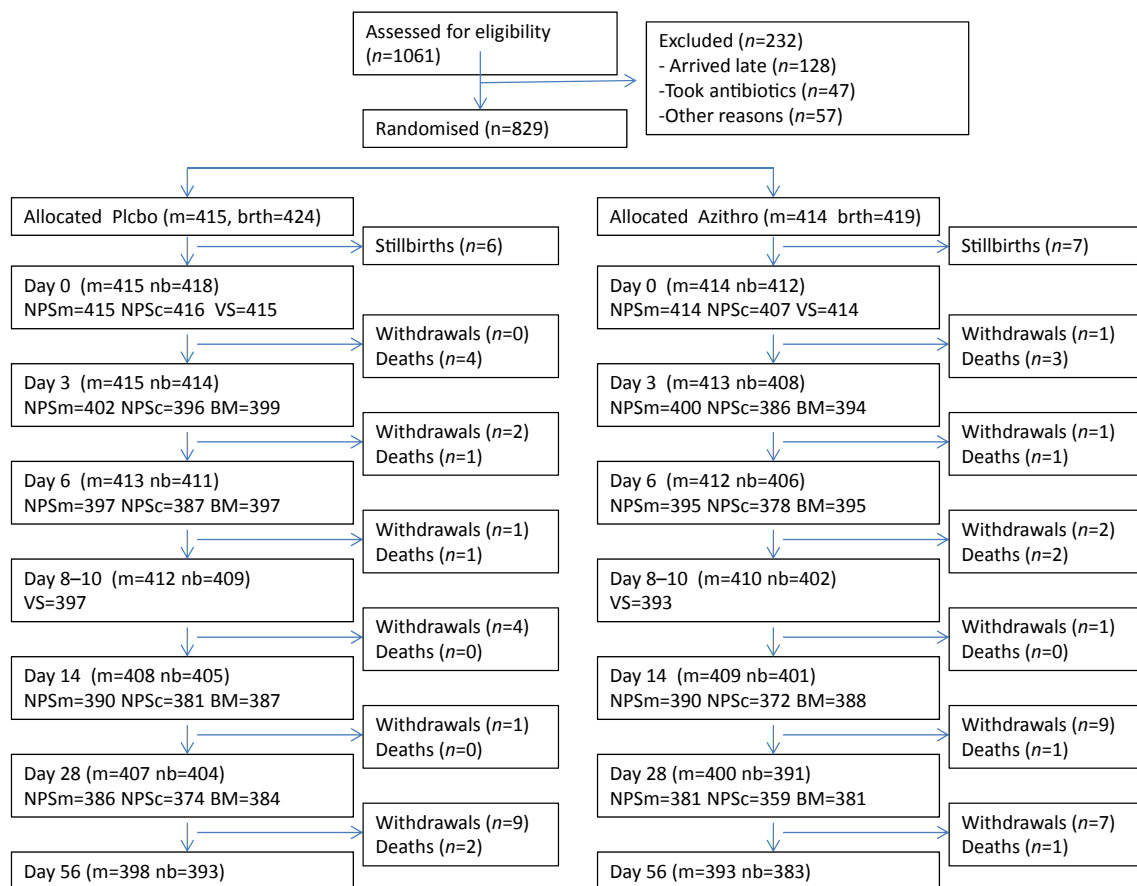 Assessed for eligibility
(n=1061)
Excluded (n=232)
- Arrived late (n=128)
-Took antibiotics (n=47)
-Other reasons (n=57)
Randomised (n=829)
Allocated Plcbo (m=415, brth=424)
Stillbirths (n=6)
Day 0 (m=415 nb=418)
NPSm=415 NPSc=416 VS=415
Withdrawals (n=0)
Deaths (n=4)
Day 3 (m=415 nb=414)
NPSm=402 NPSc=396 BM=399
Withdrawals (n=2)
Deaths (n=1)
Day 6 (m=413 nb=411)
NPSm=397 NPSc=387 BM=397
Withdrawals (n=1)
Deaths (n=1)
Day 8–10 (m=412 nb=409)
VS=397
Withdrawals (n=4)
Deaths (n=0)
Day 14 (m=408 nb=405)
NPSm=390 NPSc=381 BM=387
Withdrawals (n=1)
Deaths (n=0)
Day 28 (m=407 nb=404)
NPSm=386 NPSc=374 BM=384
Withdrawals (n=9)
Deaths (n=2)
Day 56 (m=398 nb=393)
Allocated Azithro (m=414 brth=419)
Stillbirths (n=7)
Day 0 (m=414 nb=412)
NPSm=414 NPSc=407 VS=414
Withdrawals (n=1)
Deaths (n=3)
Day 3 (m=413 nb=408)
NPSm=400 NPSc=386 BM=394
Withdrawals (n=1)
Deaths (n=1)
Day 6 (m=412 nb=406)
NPSm=395 NPSc=378 BM=395
Withdrawals (n=2)
Deaths (n=2)
Day 8–10 (m=410 nb=402)
VS=393
Withdrawals (n=1)
Deaths (n=0)
Day 14 (m=409 nb=401)
NPSm=390 NPSc=372 BM=388
Withdrawals (n=9)
Deaths (n=1)
Day 28 (m=400 nb=391)
NPSm=381 NPSc=359 BM=381
Withdrawals (n=7)
Deaths (n=1)
Day 56 (m=393 nb=383)